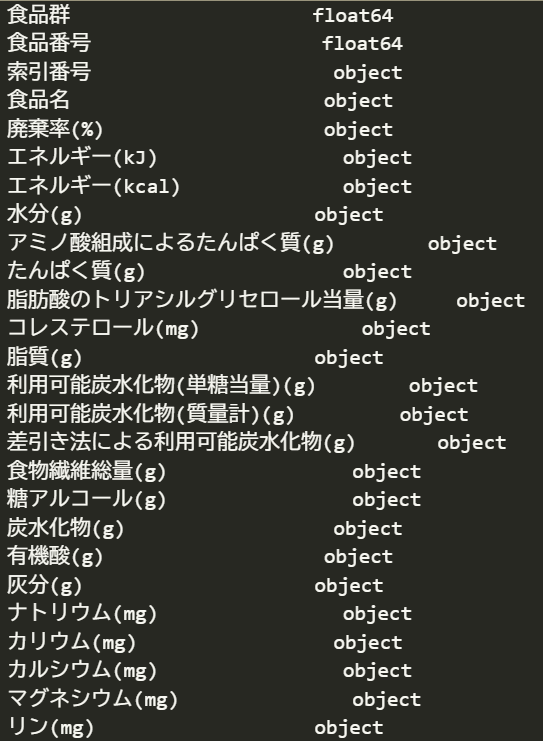 食品群 float64
食品番号 float64
索引番号 object
食品名 object
廃棄率(%) object
エネルギー(kJ) object
エネルギー(kcal) object
水分(g) object
アミノ酸組成によるたんぱく質(g) object
たんぱく質(g) object
脂肪酸のトリアシルグリセロール当量(g) object
コレステロール(mg) object
脂質(g) object
利用可能炭水化物(単糖当量)(g) object
利用可能炭水化物(質量計)(g) object
差引き法による利用可能炭水化物(g) object
食物繊維総量(g) object
糖アルコール(g) object
炭水化物(g) object
有機酸(g) object
灰分(g) object
ナトリウム(mg) object
カリウム(mg) object
カルシウム(mg) object
マグネシウム(mg) object
リン(mg) object